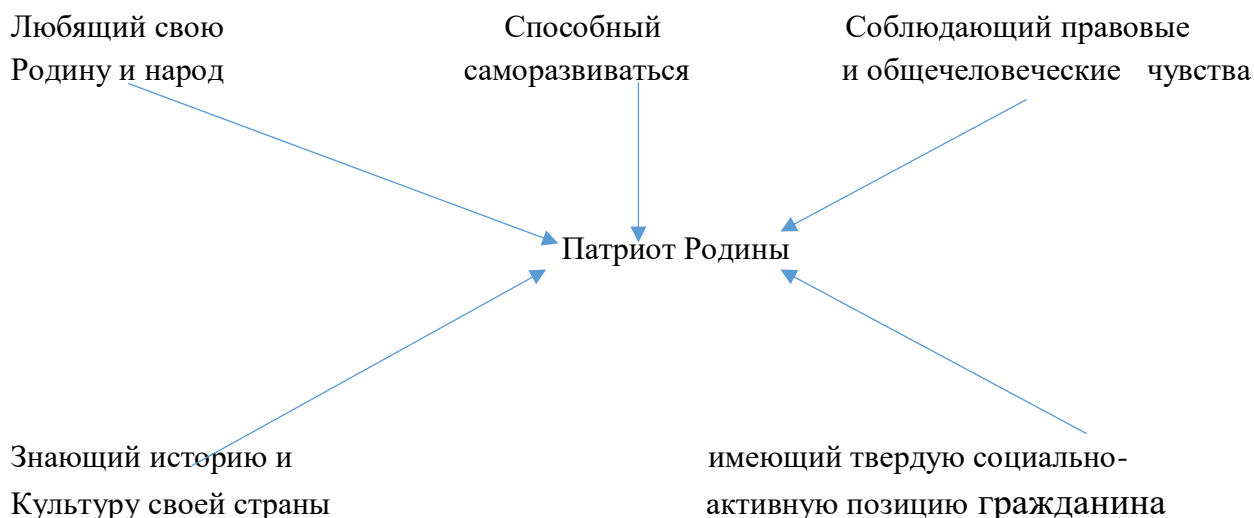 Любящий свою
Родину и народ
Способный
саморазвиваться
Соблюдающий правовые
и общечеловеческие чувства
Патриот Родины
Знающий историю и
Культуру своей страны
имеющий твердую социально-
активную позицию гражданина